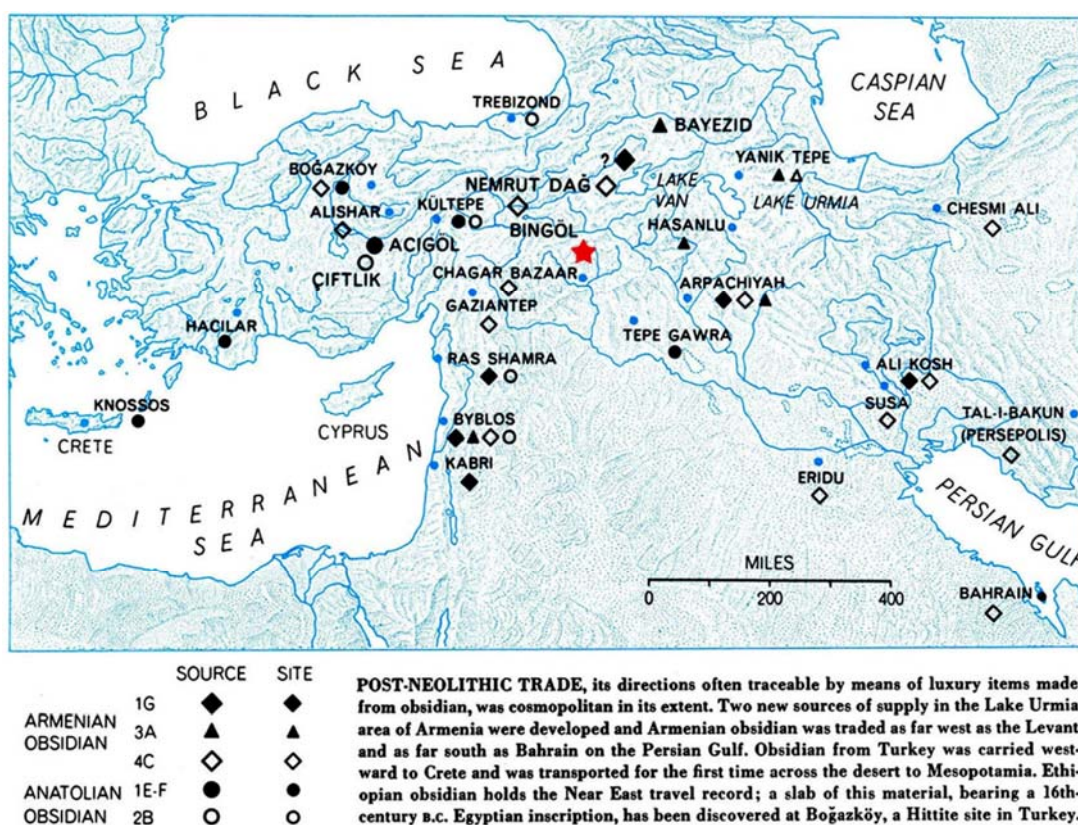 BLACK SEA
CASPIAN
SEA
TREBIZOND
BAYEZID
?
BOĞAZKÖY
YANIK TEPE
NEMRUT DAĞ
LAKE
VAN
LAKE URMIA
ALISHAR
KÜLTEPE
BINGÖL
HASANLU
CHESMI ALI
ACIGÖL
ÇIFTLIK
CHAGAR BAZAAR
ARPACHIYAH
GAZIANTEP
HACILAR
TEPE GAWRA
RAS SHAMRA
ALI KOSH
KNOSSOS
SUSA
CRETE
CYPRUS
BYBLOS
TAL-I-BAKUN
(PERSEPOLIS)
KABRI
ERIDU
MEDITERRANEAN
SEA
PERSIAN GULF
MILES
0 200 400
BAHRAIN
SOURCE SITE
ARMENIAN
OBSIDIAN
1G
3A
4C
ANATOLIAN
OBSIDIAN
1E-F
2B
POST-NEOLITHIC TRADE, its directions often traceable by means of luxury items made
from obsidian, was cosmopolitan in its extent. Two new sources of supply in the Lake Urmia
area of Armenia were developed and Armenian obsidian was traded as far west as the Levant
and as far south as Bahrain on the Persian Gulf. Obsidian from Turkey was carried west-
ward to Crete and was transported for the first time across the desert to Mesopotamia. Ethi-
opian obsidian holds the Near East travel record; a slab of this material, bearing a 16th-
century B.C. Egyptian inscription, has been discovered at Boğazköy, a Hittite site in Turkey.